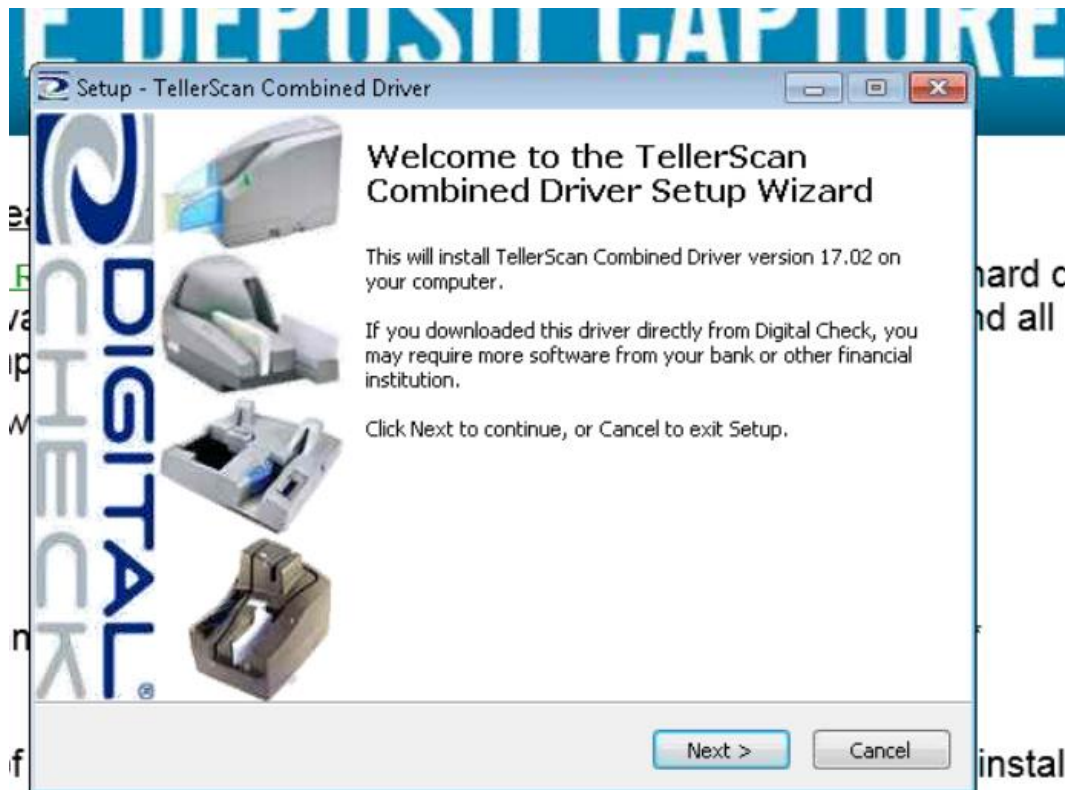 E DEPOSIT CAPTURE
Setup - TellerScan Combined Driver
DIGITAL®
CHECK
Welcome to the TellerScan
Combined Driver Setup Wizard
This will install TellerScan Combined Driver version 17.02 on
your computer.
If you downloaded this driver directly from Digital Check, you
may require more software from your bank or other financial
institution.
Click Next to continue, or Cancel to exit Setup.
hard
all
of
Next >
Cancel
instal